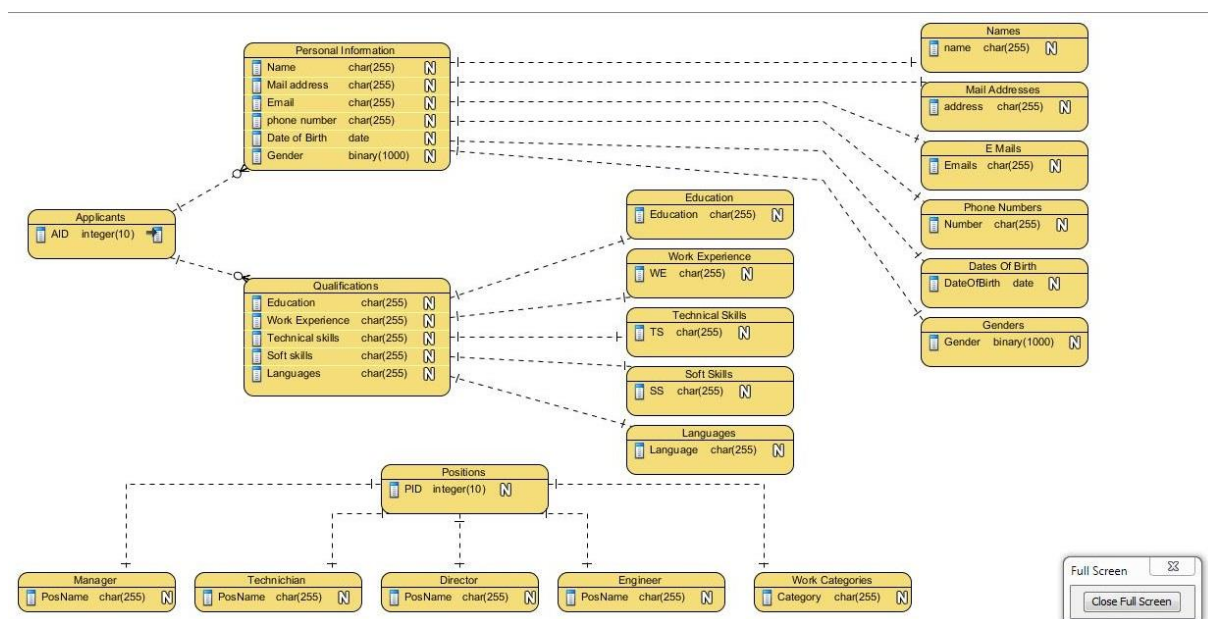 Personal Information
Name char(255) N
Mail address char(255) N
Email char(255) N
phone number char(255) N
Date of Birth date N
Gender binary(1000) N
Names
name char(255) N
Mail Addresses
address char(255) N
E Mails
Emails char(255) N
Phone Numbers
Number char(255) N
Dates Of Birth
DateOfBirth date N
Genders
Gender binary(1000) N
Applicants
AID integer(10)
Qualifications
Education char(255) N
Work Experience char(255) N
Technical skills char(255) N
Soft skills char(255) N
Languages char(255) N
Education
Education char(255) N
Work Experience
WE char(255) N
Technical Skills
TS char(255) N
Soft Skills
SS char(255) N
Languages
Language char(255) N
Positions
PID integer(10) N
Manager
PosName char(255) N
Technichian
PosName char(255) N
Director
PosName char(255) N
Engineer
PosName char(255) N
Work Categories
Category char(255) N
Full Screen
Close Full Screen